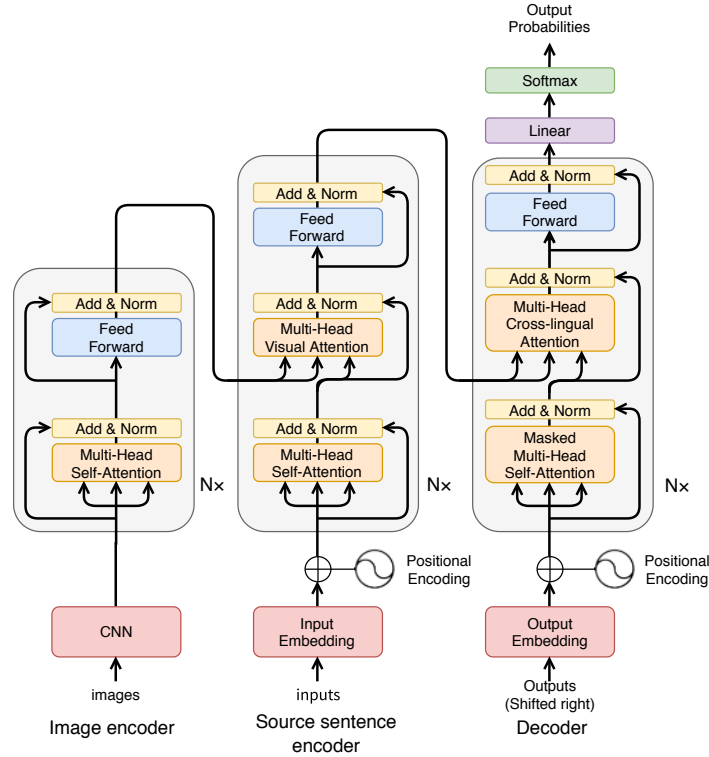 Output
Probabilities
Softmax
Linear
Add & Norm
Feed
Forward
Add & Norm
Multi-Head
Cross-lingual
Attention
Add & Norm
Masked
Multi-Head
Self-Attention
N×
Positional
Encoding
Output
Embedding
Outputs
(Shifted right)
Decoder
Add & Norm
Feed
Forward
Add & Norm
Multi-Head
Visual Attention
Add & Norm
Multi-Head
Self-Attention
N×
Positional
Encoding
Input
Embedding
inputs
Source sentence
encoder
Add & Norm
Feed
Forward
Add & Norm
Multi-Head
Self-Attention
N×
CNN
images
Image encoder